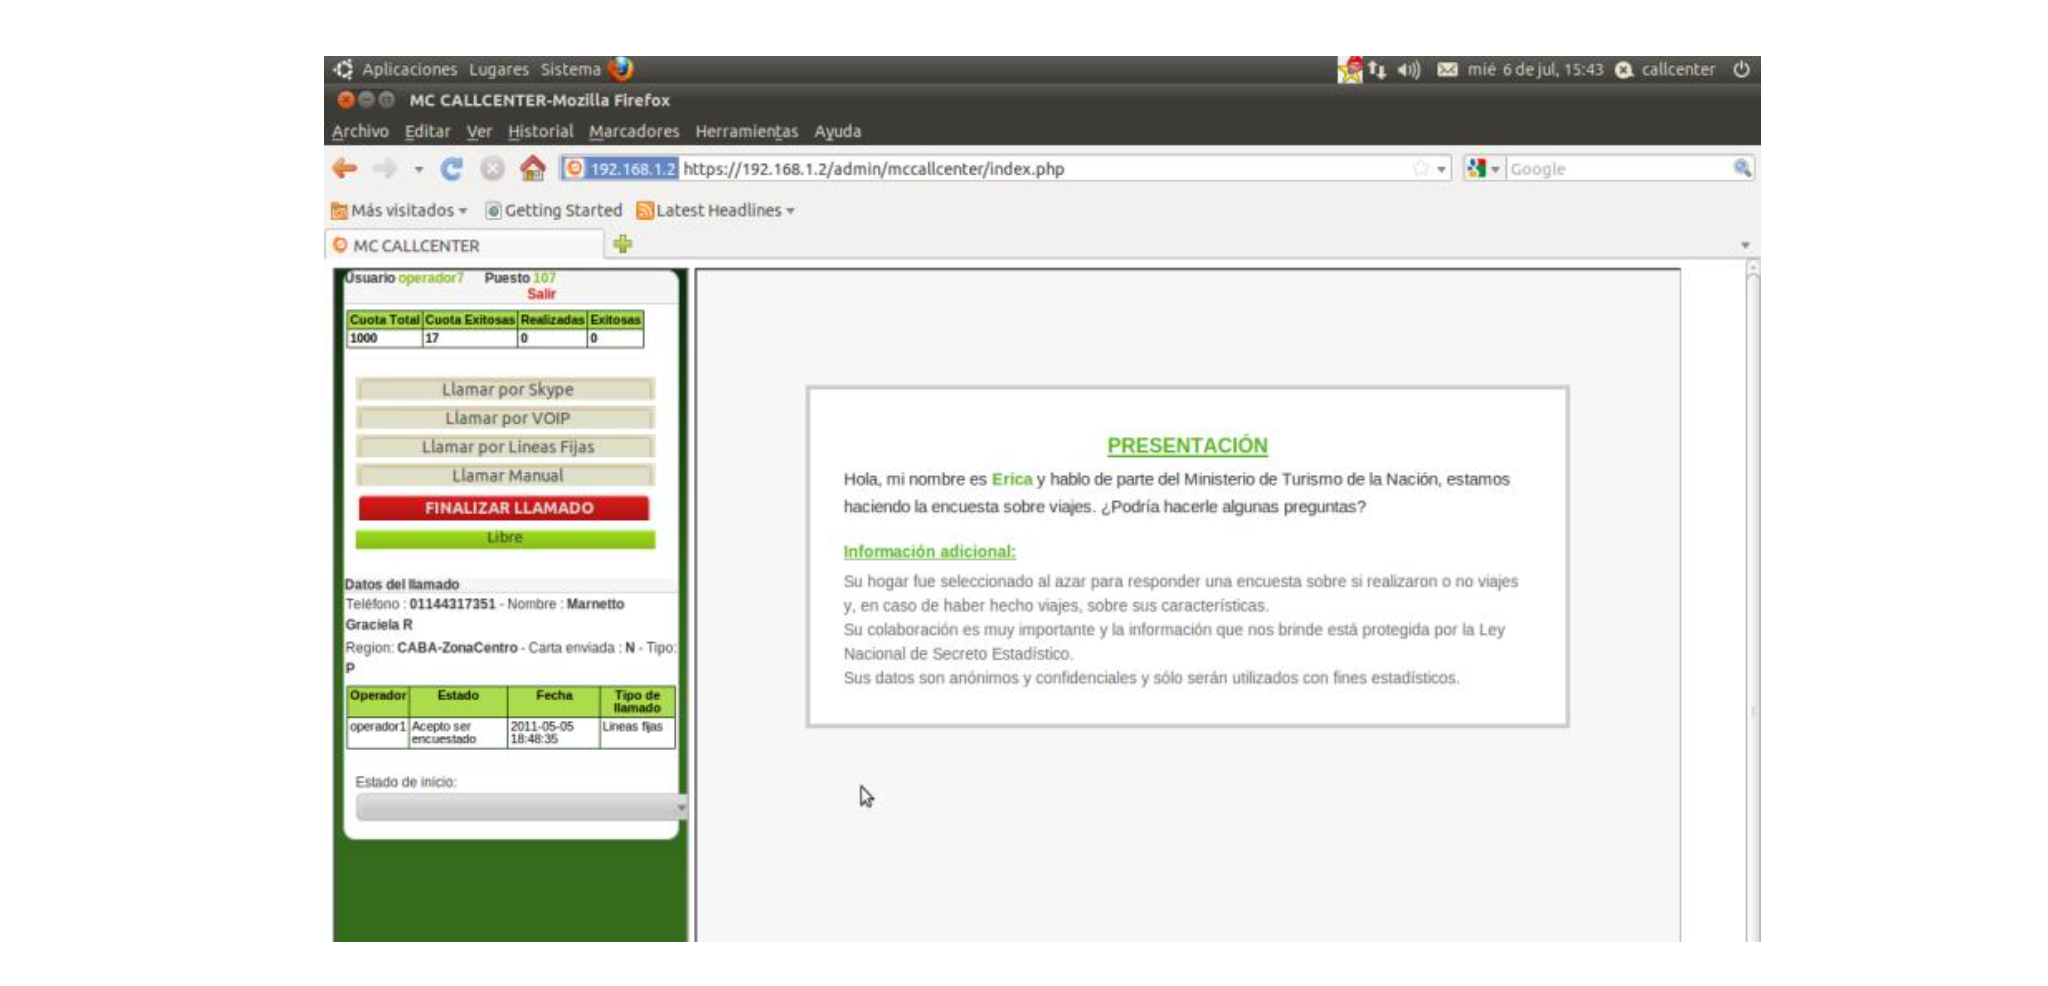 Aplicaciones Lugares Sistema mié 6 de jul, 15:43 callcenter
MC CALLCENTER-Mozilla Firefox
Archivo Editar Ver Historial Marcadores Herramientas Ayuda
192.168.1.2 https://192.168.1.2/admin/mccallcenter/index.php Google
Más visitados Getting Started Latest Headlines
MC CALLCENTER
Usuario operador7 Puesto 107
Salir
Cuota Total Cuota Exitosas Realizadas Exitosas
1000 17 0 0
Llamar por Skype
Llamar por VOIP
Llamar por Lineas Fijas
Llamar Manual
FINALIZAR LLAMADO
Libre
Datos del llamado
Teléfono : 01144317351 - Nombre : Marnetto
Graciela R
Region: CABA-ZonaCentro - Carta enviada : N - Tipo:
P
Operador Estado Fecha Tipo de
llamado
operador1 Acepto ser 2011-05-05 Lineas fijas
encuestado 18:48:35
Estado de inicio:
PRESENTACIÓN
Hola, mi nombre es Erica y hablo de parte del Ministerio de Turismo de la Nación, estamos
haciendo la encuesta sobre viajes. ¿Podría hacerle algunas preguntas?
Información adicional:
Su hogar fue seleccionado al azar para responder una encuesta sobre si realizaron o no viajes
y, en caso de haber hecho viajes, sobre sus características.
Su colaboración es muy importante y la información que nos brinde está protegida por la Ley
Nacional de Secreto Estadístico.
Sus datos son anónimos y confidenciales y sólo serán utilizados con fines estadísticos.